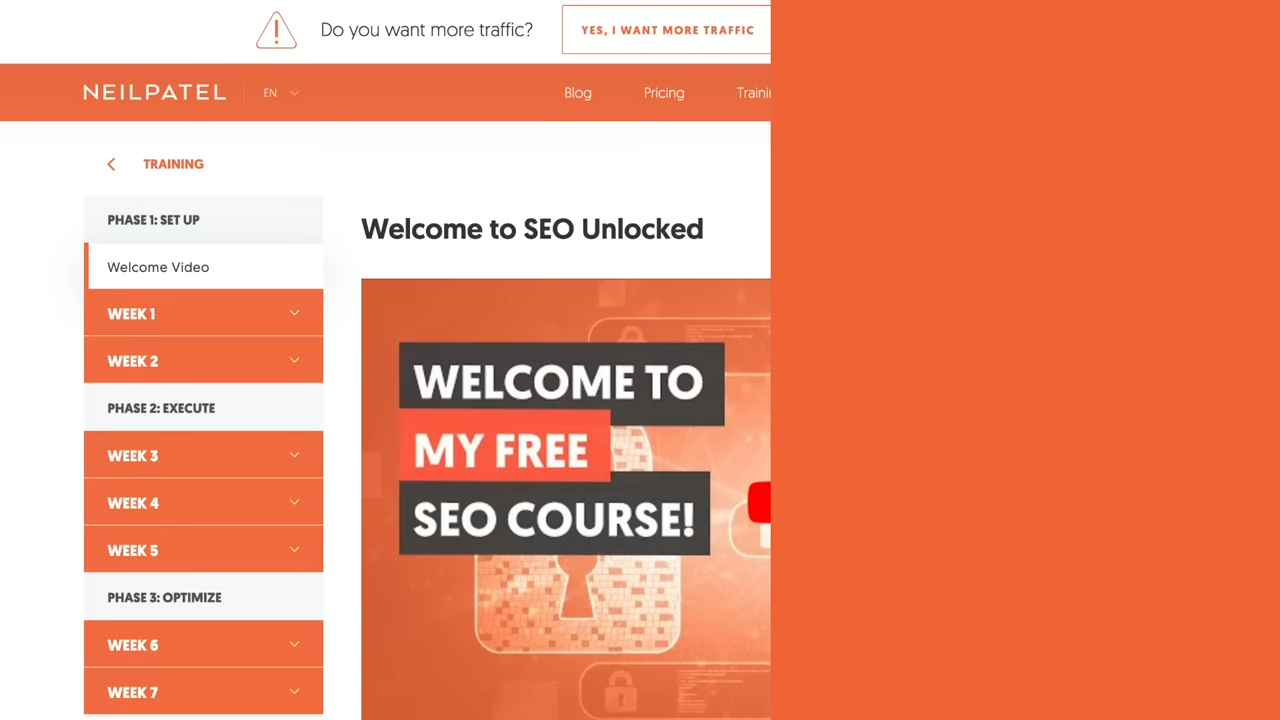 Do you want more traffic?
YES, I WANT MORE TRAFFIC
NEILPATEL
EN
Blog
Pricing
TRAINING
PHASE 1: SET UP
Welcome Video
WEEK 1
WEEK 2
PHASE 2: EXECUTE
WEEK 3
WEEK 4
WEEK 5
PHASE 3: OPTIMIZE
WEEK 6
WEEK 7
Welcome to SEO Unlocked
WELCOME TO
MY FREE
SEO COURSE!